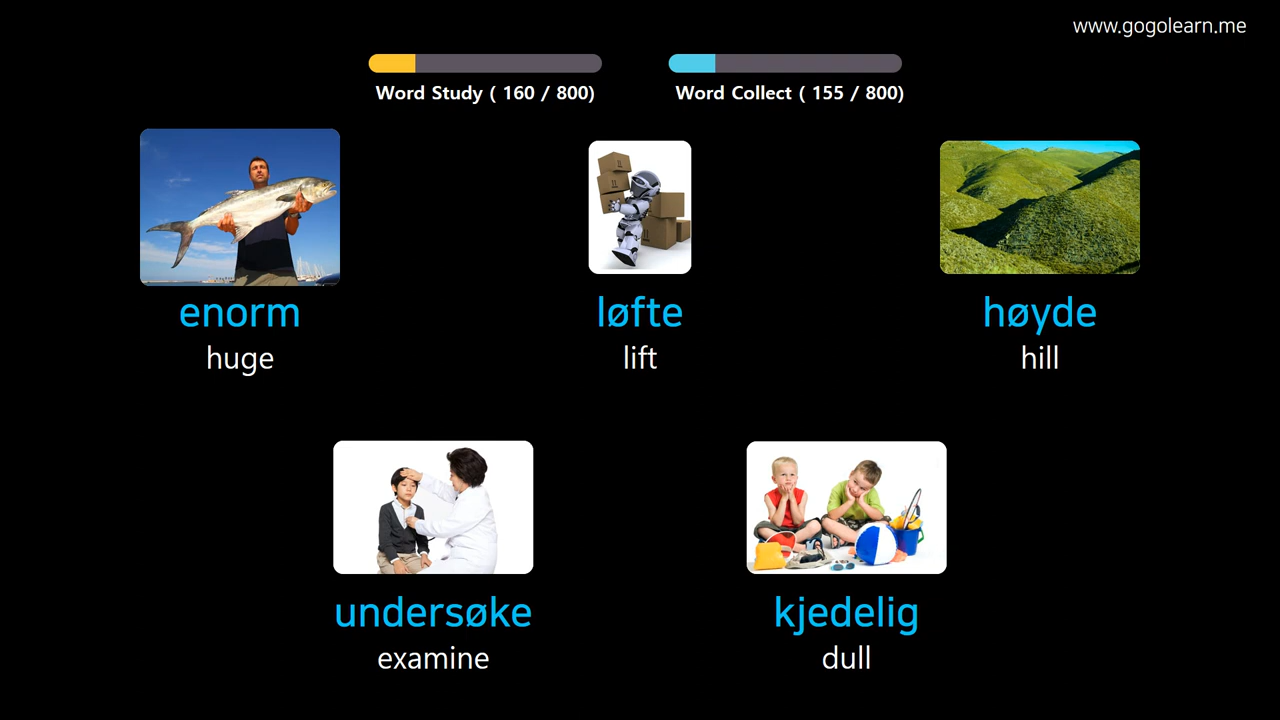 www.gogolearn.me
Word Study ( 160 / 800)
Word Collect ( 155 / 800)
enorm
huge
løfte
lift
høyde
hill
undersøke
examine
kjedelig
dull